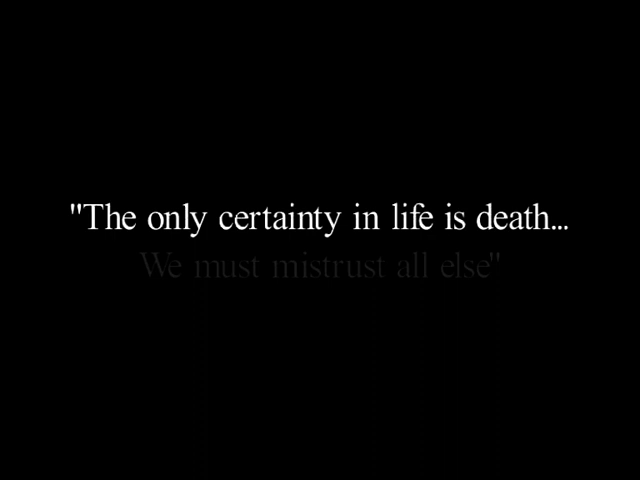 "The only certainty in life is death...
We must mistrust all else"